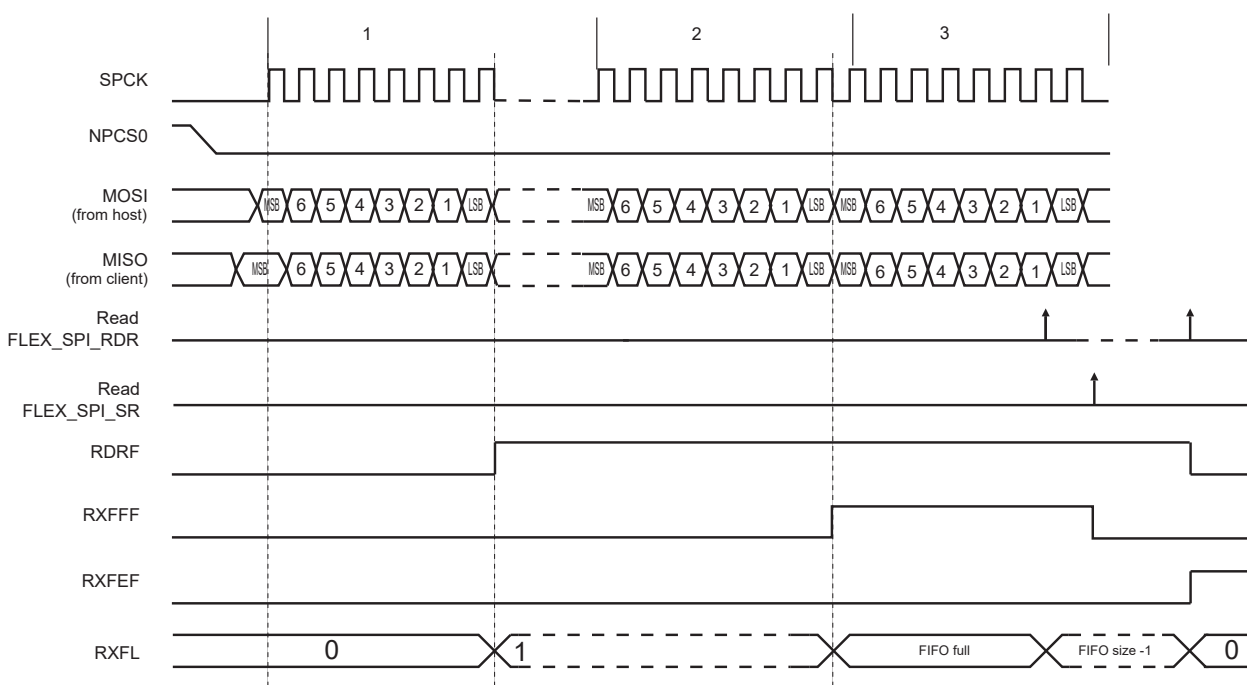 1 2 3
SPCK
NPCS0
MOSI
(from host)
MSB 6 5 4 3 2 1 LSB MSB 6 5 4 3 2 1 LSB MSB 6 5 4 3 2 1 LSB
MISO
(from client)
MSB 6 5 4 3 2 1 LSB MSB 6 5 4 3 2 1 LSB MSB 6 5 4 3 2 1 LSB
Read
FLEX_SPI_RDR
Read
FLEX_SPI_SR
RDRF
RXFFF
RXFEF
RXFL 0 1 FIFO full FIFO size -1 0